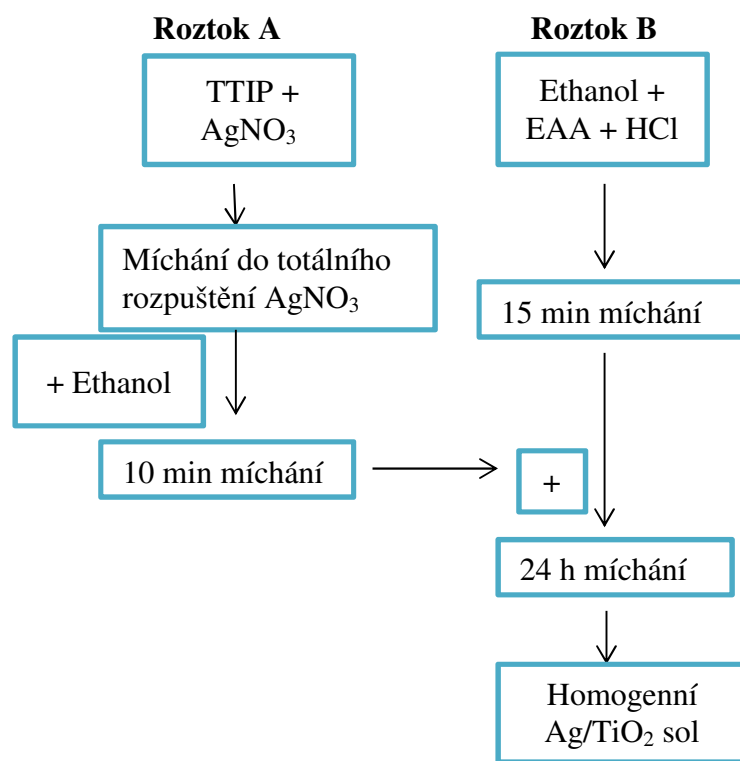 Roztok A
TTIP +
AgNO₃
Míchání do totálního
rozpuštění AgNO₃
+ Ethanol
10 min míchání
Roztok B
Ethanol +
EAA + HCl
15 min míchání
+
24 h míchání
Homogenní
Ag/TiO₂ sol